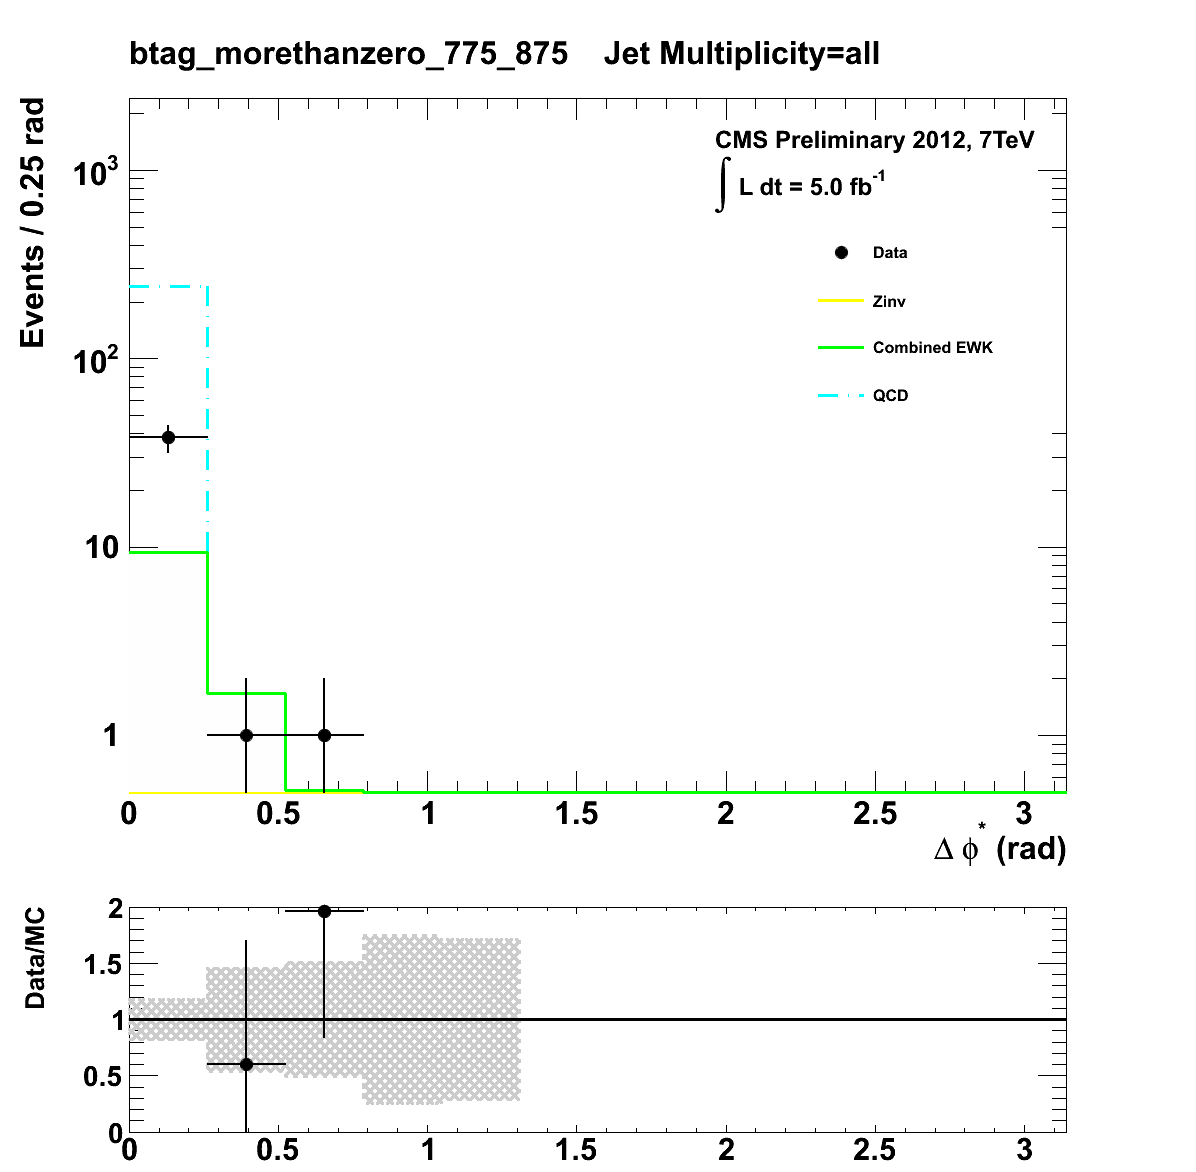 btag_morethanzero_775_875 Jet Multiplicity=all
Events / 0.25 rad
CMS Preliminary 2012, 7TeV
∫ L dt = 5.0 fb⁻¹
Data
Zinv
Combined EWK
QCD
10³
10²
10
1
0 0.5 1 1.5 2 2.5 3
Δ ϕ* (rad)
Data/MC
2
1.5
1
0.5
0
0 0.5 1 1.5 2 2.5 3